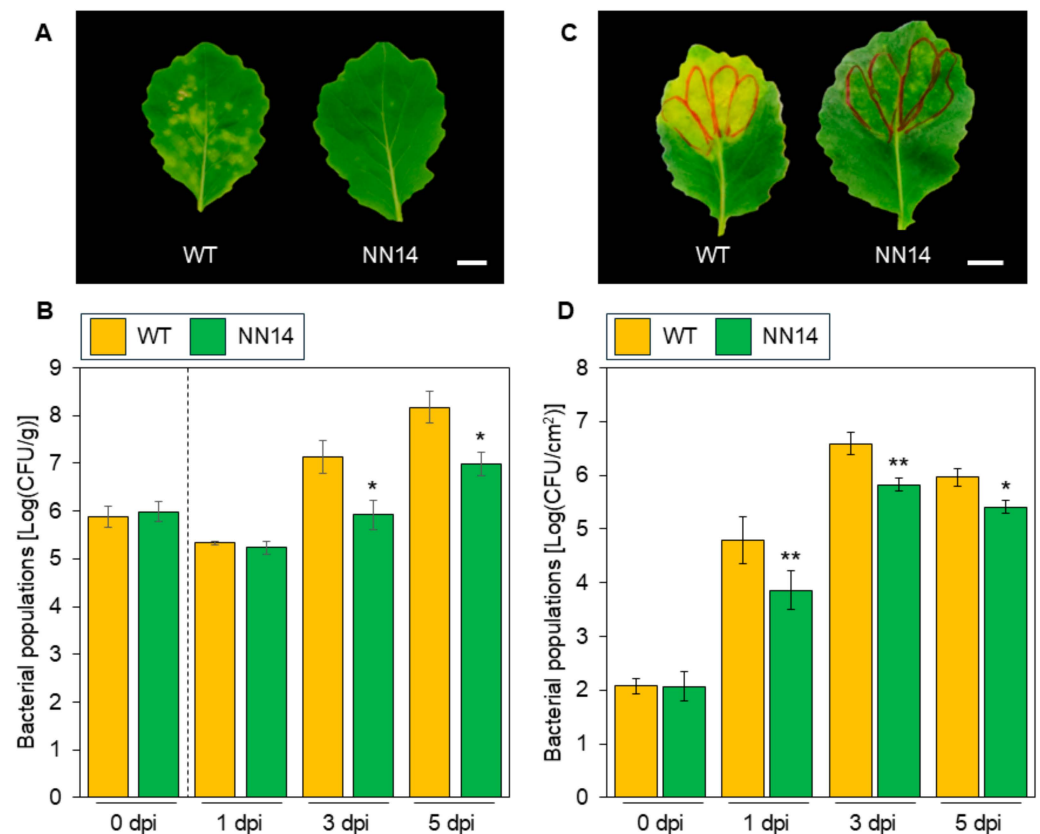 A
WT
NN14
C
WT
NN14
B
WT
NN14
Bacterial populations [Log(CFU/g)]
9
8
7
6
5
4
3
2
1
0
*
*
0 dpi
1 dpi
3 dpi
5 dpi
D
WT
NN14
Bacterial populations [Log(CFU/cm²)]
8
7
6
5
4
3
2
1
0
**
**
*
0 dpi
1 dpi
3 dpi
5 dpi